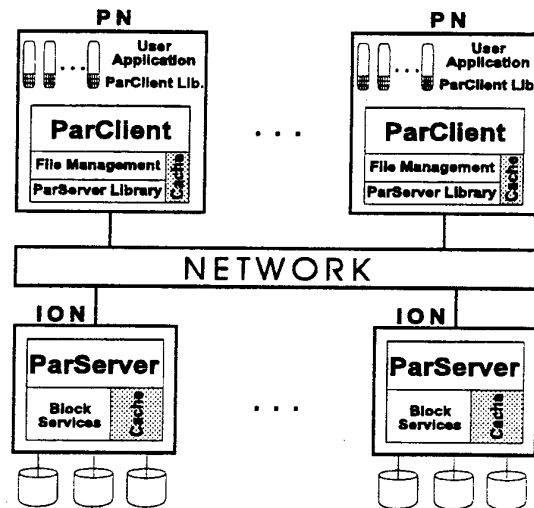 PN
User
Application
ParClient Lib.
ParClient
File Management
ParServer Library
Cache
. . .
PN
User
Application
ParClient Lib
ParClient
File Management
ParServer Library
Cache
NETWORK
ION
ParServer
Block
Services
Cache
. . .
ION
ParServer
Block
Services
Cache